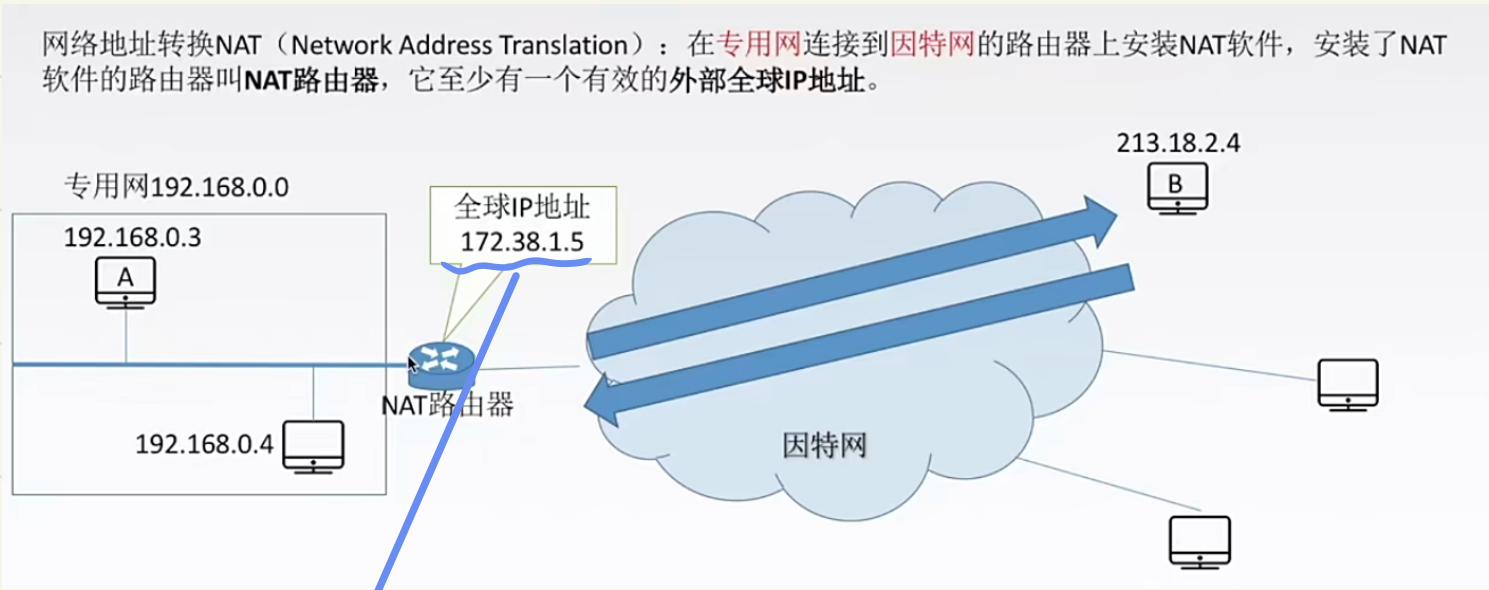 网络地址转换NAT（Network Address Translation）：在专用网连接到因特网的路由器上安装NAT软件，安装了NAT
软件的路由器叫NAT路由器，它至少有一个有效的外部全球IP地址。
213.18.2.4
B
专用网192.168.0.0
全球IP地址
172.38.1.5
192.168.0.3
A
NAT路由器
192.168.0.4
因特网